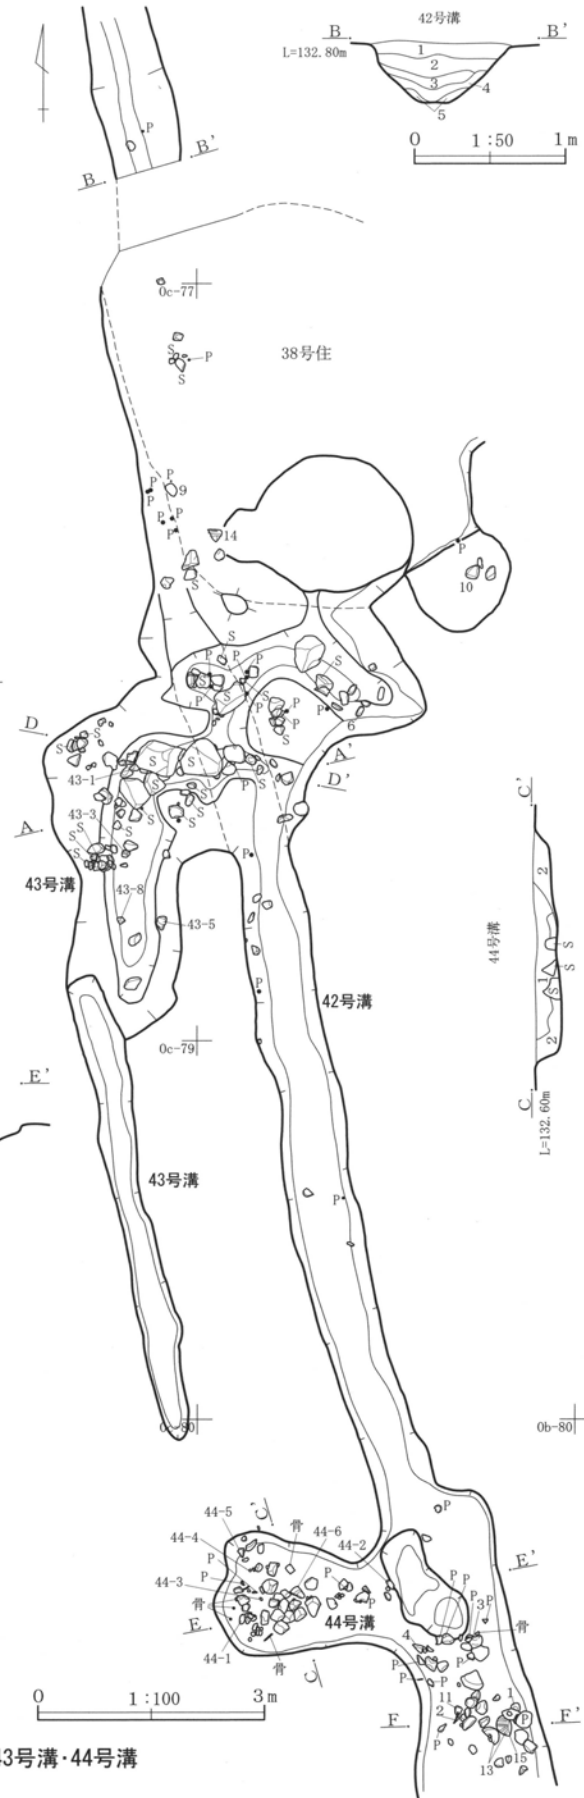 42号溝
B
B'
L=132.80m
1
2
3
4
5
0 1:50 1m
P
B
B'
Oc-77
S
P
S
38号住
P
P
P
9
P
P
P
14
S
P
10
S
P
P
S
P
S
P
S
P
P
S
6
D
S
A'
D'
43-1
S
S
S
P
S
S
S
43-3
A
S
S
S
43号溝
P
43-8
43-5
P
42号溝
Oc-79
E'
43号溝
P
C'
2
44号溝
S
S
1
S
2
C
L=132.60m
Ob-80
P
44-5
C'
骨
44-4
44-6
44-2
P
44-3
P
骨
E
44-1
骨
C
44号溝
P
P
E'
P
P
3
P
骨
4
P
P
P
P
11
2
1
P
F
F'
P
13
15
0 1:100 3m
3号溝・44号溝